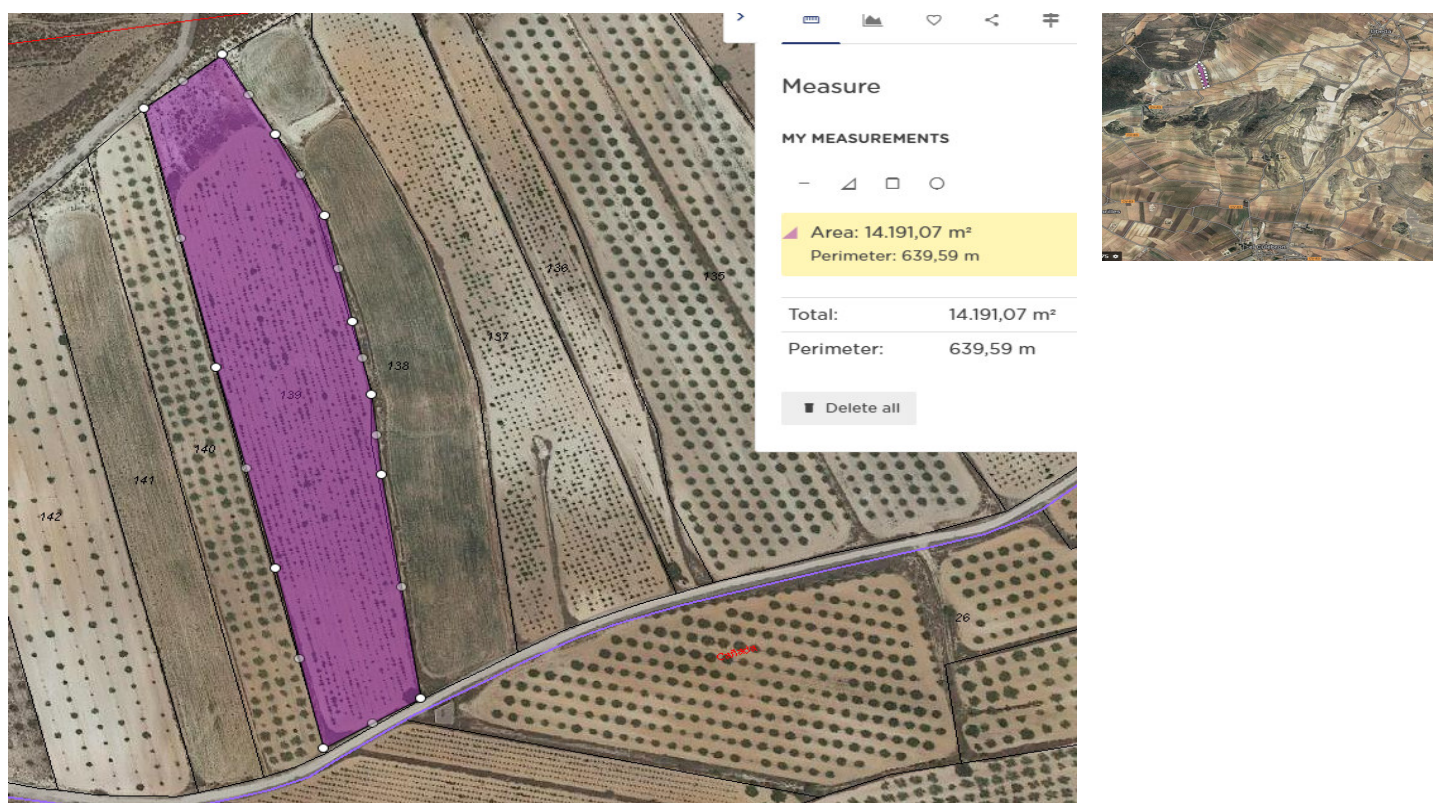 Measure
MY MEASUREMENTS
Area: 14.191,07 m²
Perimeter: 639,59 m
Total: 14.191,07 m²
Perimeter: 639,59 m
Delete all
136
135
137
138
139
140
141
142
26